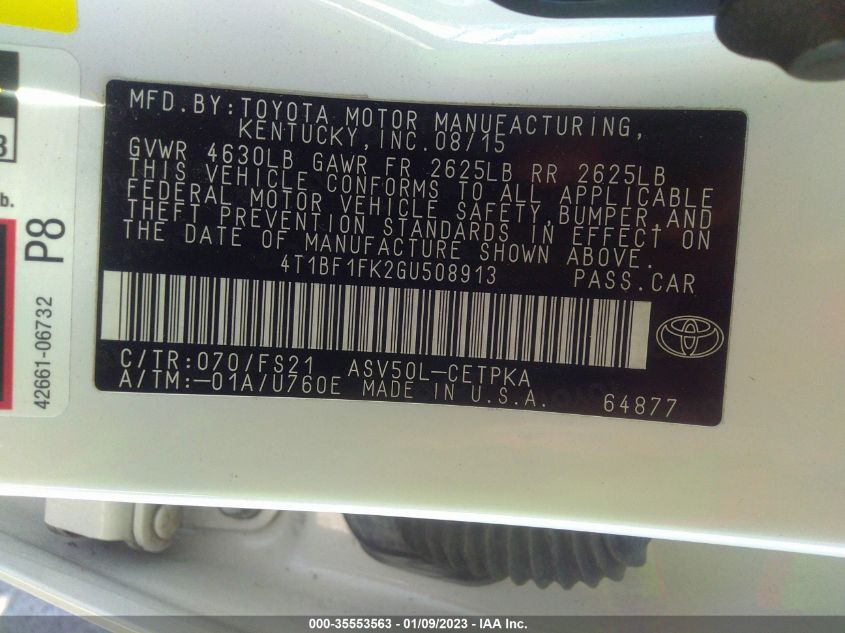 MFD.BY:TOYOTA MOTOR MANUFACTURING,
KENTUCKY,INC.08/15
GVWR 4630LB GAWR FR 2625LB RR 2625LB
THIS VEHICLE CONFORMS TO ALL APPLICABLE
FEDERAL MOTOR VEHICLE SAFETY,BUMPER,AND
THEFT PREVENTION STANDARDS IN EFFECT ON
THE DATE OF MANUFACTURE SHOWN ABOVE.
4T1BF1FK2GU508913 PASS.CAR
C/TR:070/FS21 ASV50L-CETPKA
A/TM:-01A/U760E MADE IN U.S.A. 64877
b.
P8
42661-06732
000-35553563 | 01/09/2023 - IAA Inc.